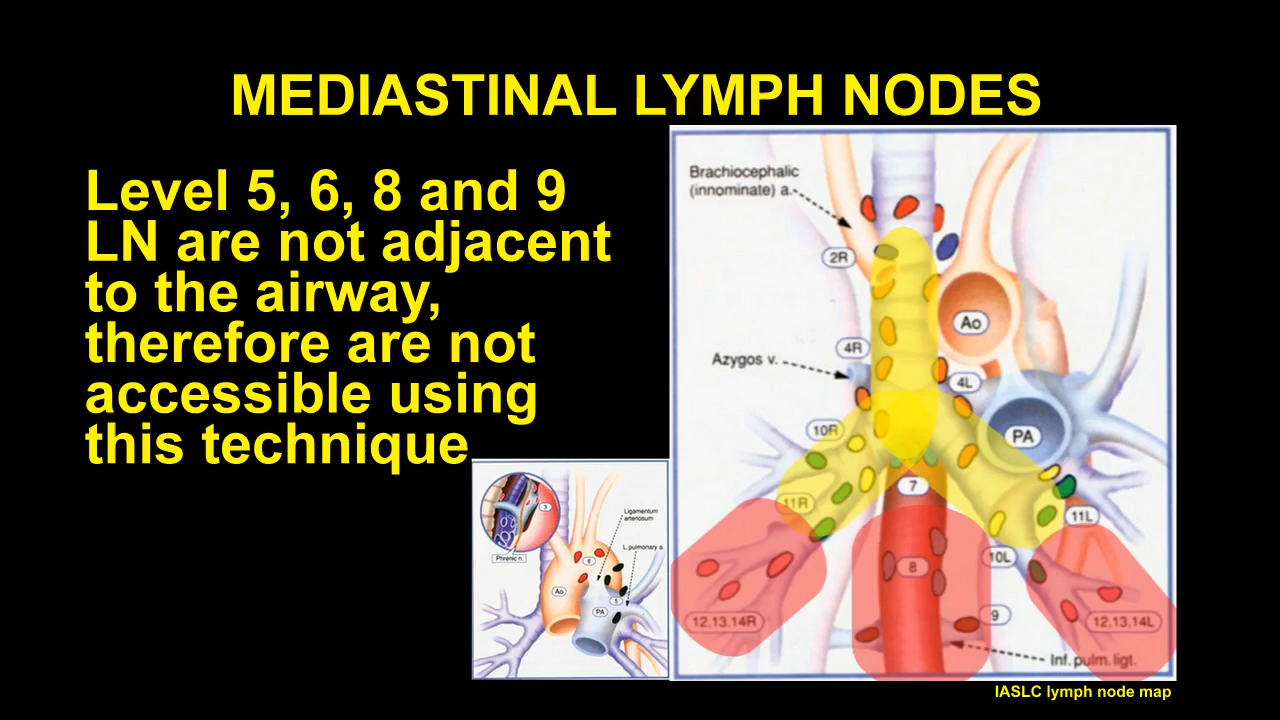 MEDIASTINAL LYMPH NODES
Level 5, 6, 8 and 9
LN are not adjacent
to the airway,
therefore are not
accessible using
this technique
Brachiocephalic
(innominate) a.
2R
Ao
4R
Azygos v.
4L
10R
PA
7
11R
11L
10L
8
9
12,13,14R
12,13,14L
Inf. pulm. ligt.
3
Phrenic n.
Ligamentum
arteriosum
L.pulmonary a.
6
Ao
5
PA
IASLC lymph node map